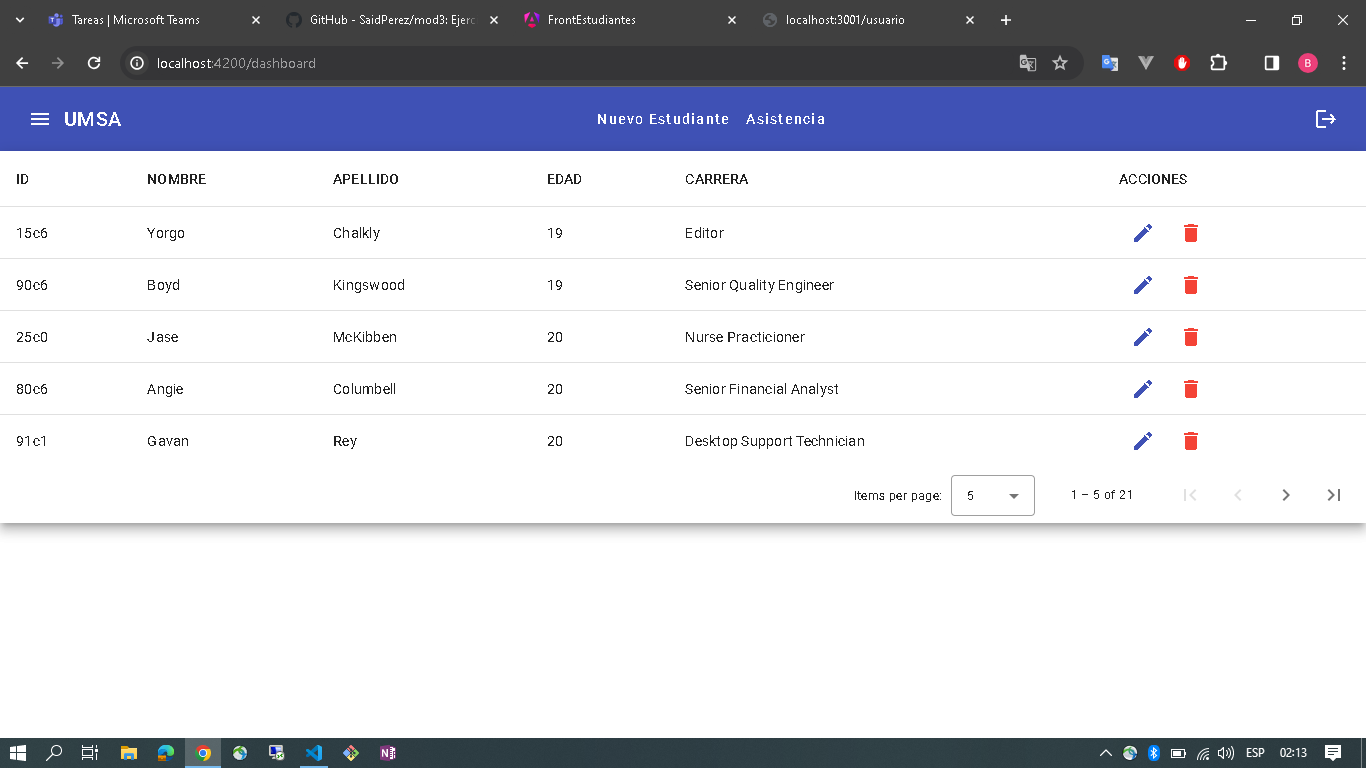 Tareas | Microsoft Teams
GitHub - SaidPerez/mod3: Ejerc
FrontEstudiantes
localhost:3001/usuario
localhost:4200/dashboard
B
UMSA
Nuevo Estudiante Asistencia
ID NOMBRE APELLIDO EDAD CARRERA ACCIONES
15c6 Yorgo Chalkly 19 Editor
90c6 Boyd Kingswood 19 Senior Quality Engineer
25c0 Jase McKibben 20 Nurse Practicioner
80c6 Angie Columbell 20 Senior Financial Analyst
91c1 Gavan Rey 20 Desktop Support Technician
Items per page: 5 1 – 5 of 21
ESP 02:13